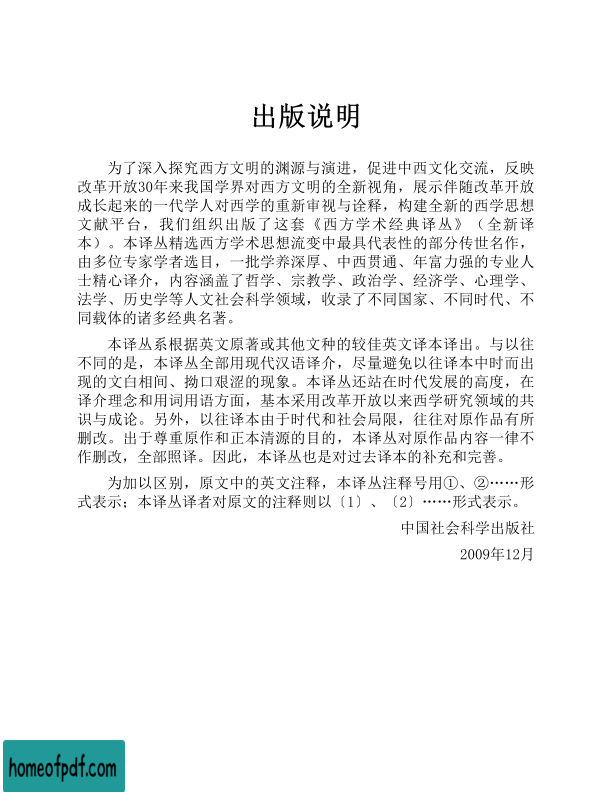 出版说明
为了深入探究西方文明的渊源与演进，促进中西文化交流，反映
改革开放30年来我国学界对西方文明的全新视角，展示伴随改革开放
成长起来的一代学人对西学的重新审视与诠释，构建全新的西学思想
文献平台，我们组织出版了这套《西方学术经典译丛》（全新译
本）。本译丛精选西方学术思想流变中最具代表性的部分传世名作，
由多位专家学者选目，一批学养深厚、中西贯通、年富力强的专业人
士精心译介，内容涵盖了哲学、宗教学、政治学、经济学、心理学、
法学、历史学等人文社会科学领域，收录了不同国家、不同时代、不
同载体的诸多经典名著。
本译丛系根据英文原著或其他文种的较佳英文译本译出。与以往
不同的是，本译丛全部用现代汉语译介，尽量避免以往译本中时而出
现的文白相间、拗口艰涩的现象。本译丛还站在时代发展的高度，在
译介理念和用词用语方面，基本采用改革开放以来西学研究领域的共
识与成论。另外，以往译本由于时代和社会局限，往往对原作品有所
删改。出于尊重原作和正本清源的目的，本译丛对原作品内容一律不
作删改，全部照译。因此，本译丛也是对过去译本的补充和完善。
为加以区别，原文中的英文注释，本译丛注释号用①、②……形
式表示；本译丛译者对原文的注释则以〔1〕、〔2〕……形式表示。
中国社会科学出版社
2009年12月
homeofpdf.com